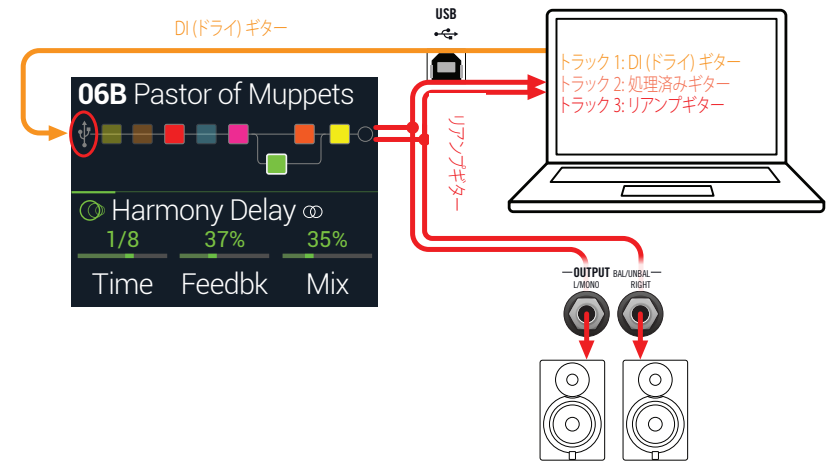 DI (ドライ) ギター
USB
トラック 1: DI (ドライ) ギター
トラック 2: 処理済みギター
トラック 3: リアンプギター
06B Pastor of Muppets
リアンプギター
Harmony Delay
1/8 37% 35%
Time Feedbk Mix
OUTPUT BAL/UNBAL
L/MONO RIGHT